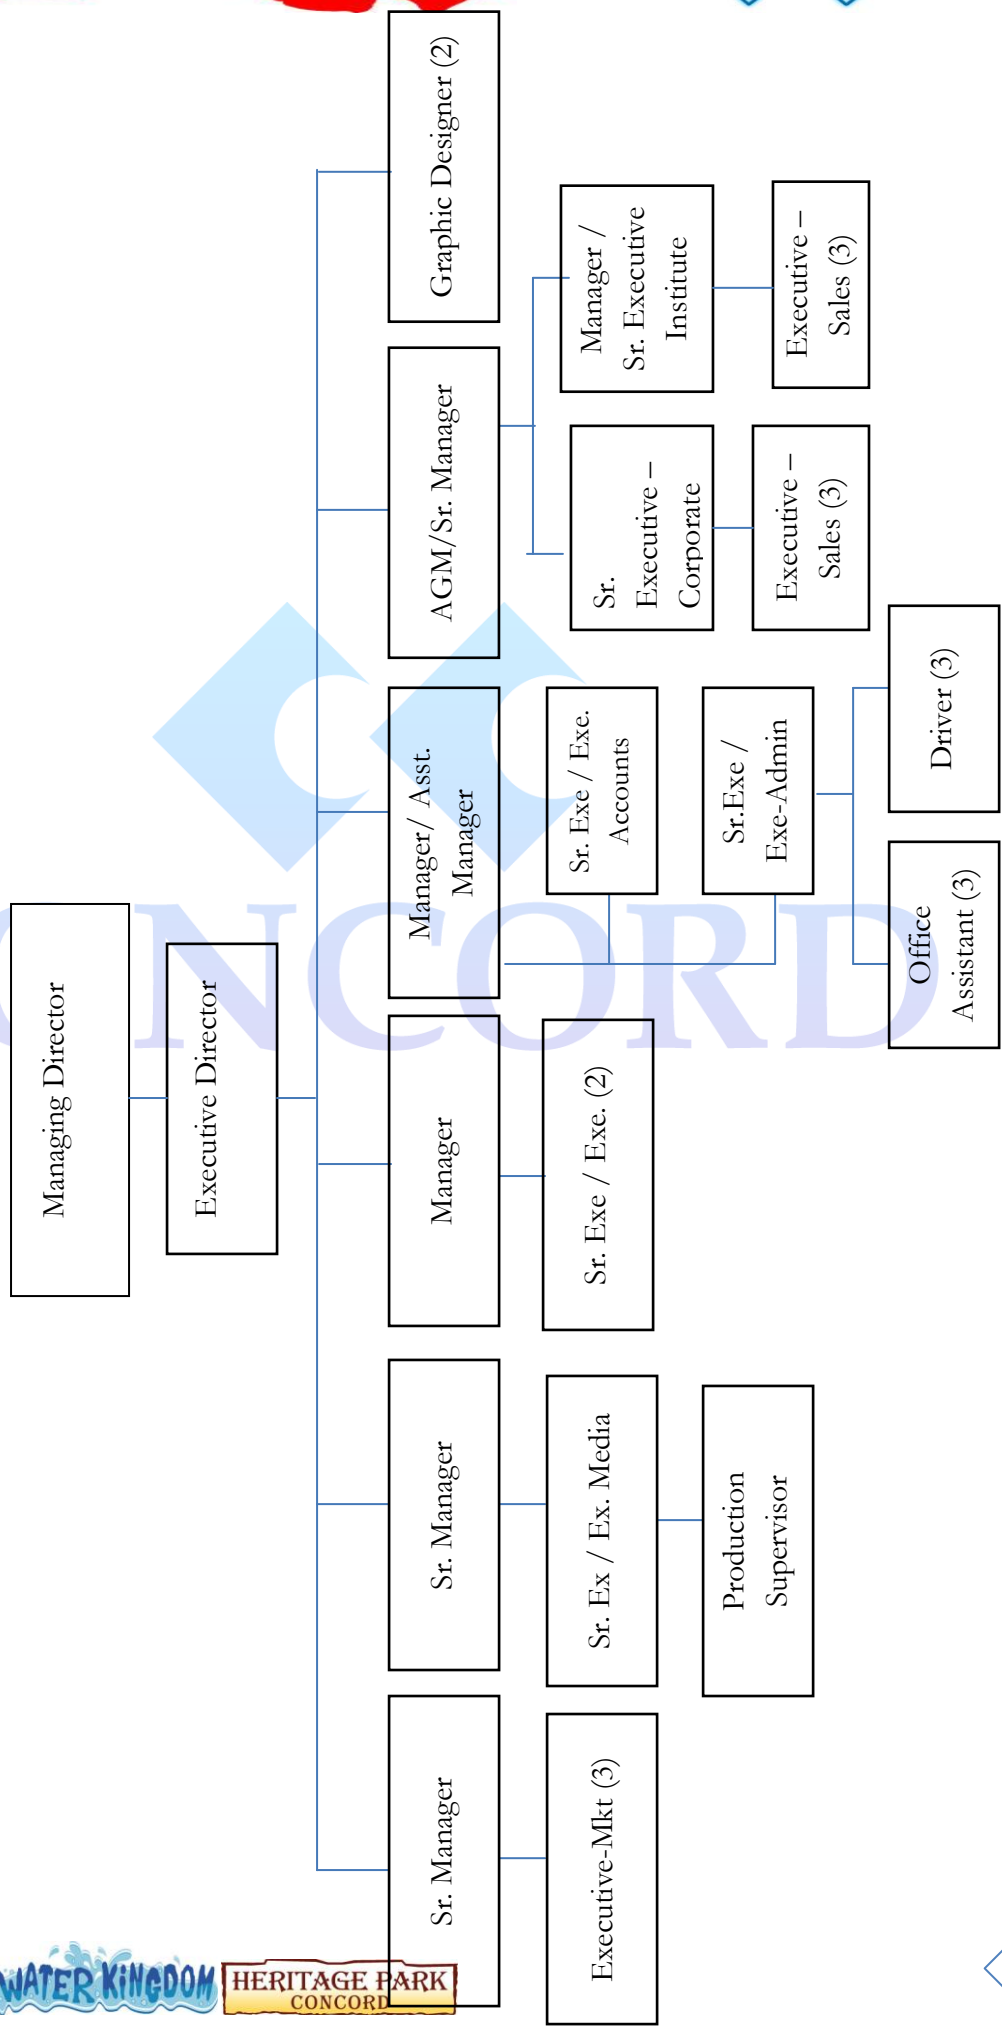 Managing Director
Executive Director
Sr. Manager
Sr. Manager
Manager
Manager/ Asst.
Manager
AGM/Sr. Manager
Graphic Designer (2)
Executive-Mkt (3)
Sr. Ex / Ex. Media
Production
Supervisor
Sr. Exe / Exe. (2)
Sr. Exe / Exe.
Accounts
Sr.Exe /
Exe-Admin
Office
Assistant (3)
Driver (3)
Sr.
Executive –
Corporate
Executive –
Sales (3)
Manager /
Sr. Executive
Institute
Executive –
Sales (3)
WATER KINGDOM
HERITAGE PARK
CONCORD
ONCORD